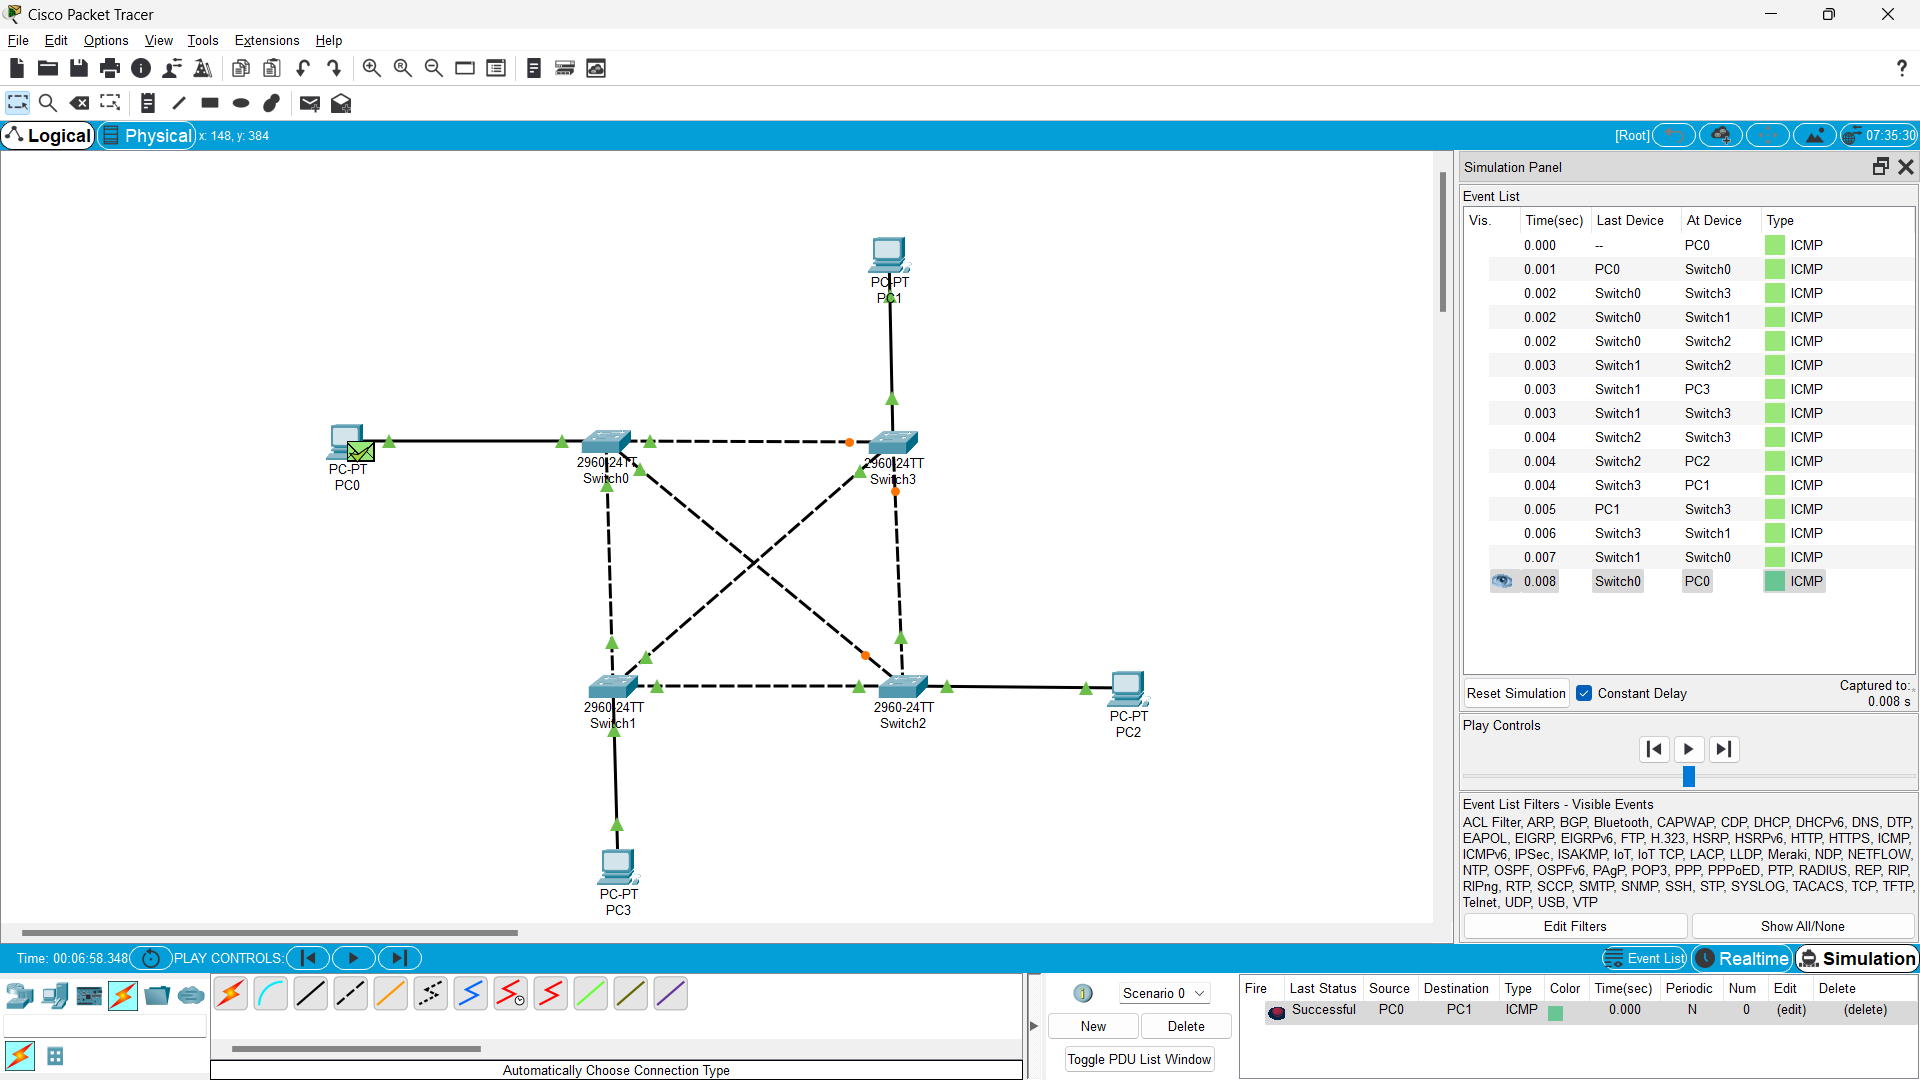 Cisco Packet Tracer
File Edit Options View Tools Extensions Help
?
Logical Physical x: 148, y: 384 [Root] 07:35:30
Simulation Panel
Event List
Vis. Time(sec) Last Device At Device Type
0.000 -- PC0 ICMP
0.001 PC0 Switch0 ICMP
0.002 Switch0 Switch3 ICMP
0.002 Switch0 Switch1 ICMP
0.002 Switch0 Switch2 ICMP
0.003 Switch1 Switch2 ICMP
0.003 Switch1 PC3 ICMP
0.003 Switch1 Switch3 ICMP
0.004 Switch2 Switch3 ICMP
0.004 Switch2 PC2 ICMP
0.004 Switch3 PC1 ICMP
0.005 PC1 Switch3 ICMP
0.006 Switch3 Switch1 ICMP
0.007 Switch1 Switch0 ICMP
0.008 Switch0 PC0 ICMP
Reset Simulation Constant Delay Captured to:
0.008 s
Play Controls
Event List Filters - Visible Events
ACL Filter, ARP, BGP, Bluetooth, CAPWAP, CDP, DHCP, DHCPv6, DNS, DTP,
EAPOL, EIGRP, EIGRPv6, FTP, H.323, HSRP, HSRPv6, HTTP, HTTPS, ICMP,
ICMPv6, IPSec, ISAKMP, IoT, IoT TCP, LACP, LLDP, Meraki, NDP, NETFLOW,
NTP, OSPF, OSPFv6, PAgP, POP3, PPP, PPPoED, PTP, RADIUS, REP, RIP,
RIPng, RTP, SCCP, SMTP, SNMP, SSH, STP, SYSLOG, TACACS, TCP, TFTP,
Telnet, UDP, USB, VTP
Edit Filters Show All/None
PC-PT
PC1
PC-PT
PC0
2960-24TT
Switch0
2960-24TT
Switch3
2960-24TT
Switch1
2960-24TT
Switch2
PC-PT
PC2
PC-PT
PC3
Time: 00:06:58.348 PLAY CONTROLS: Event List Realtime Simulation
Scenario 0
New Delete
Toggle PDU List Window
Fire Last Status Source Destination Type Color Time(sec) Periodic Num Edit Delete
Successful PC0 PC1 ICMP 0.000 N 0 (edit) (delete)
Automatically Choose Connection Type